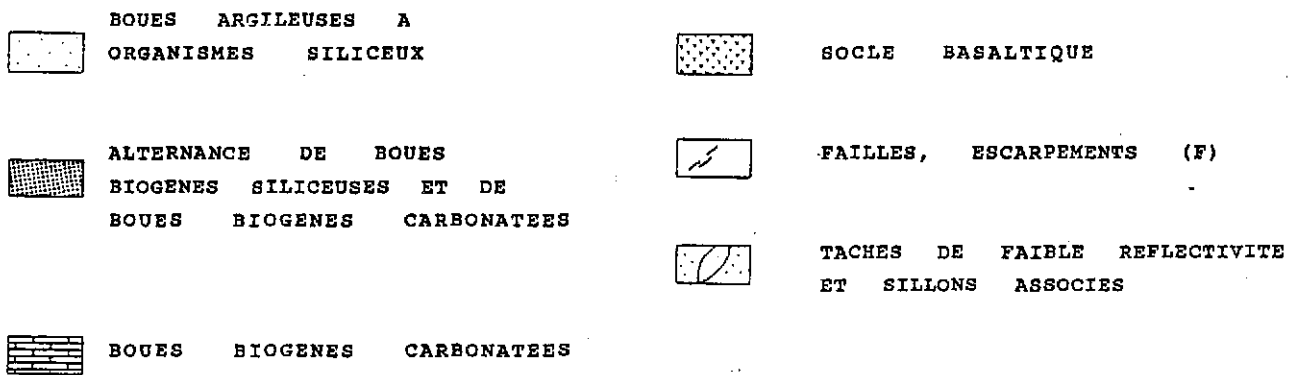 BOUES ARGILEUSES A
ORGANISMES SILICEUX
ALTERNANCE DE BOUES
BIOGENES SILICEUSES ET DE
BOUES BIOGENES CARBONATEES
BOUES BIOGENES CARBONATEES
SOCLE BASALTIQUE
FAILLES, ESCARPEMENTS (F)
TACHES DE FAIBLE REFLECTIVITE
ET SILLONS ASSOCIES